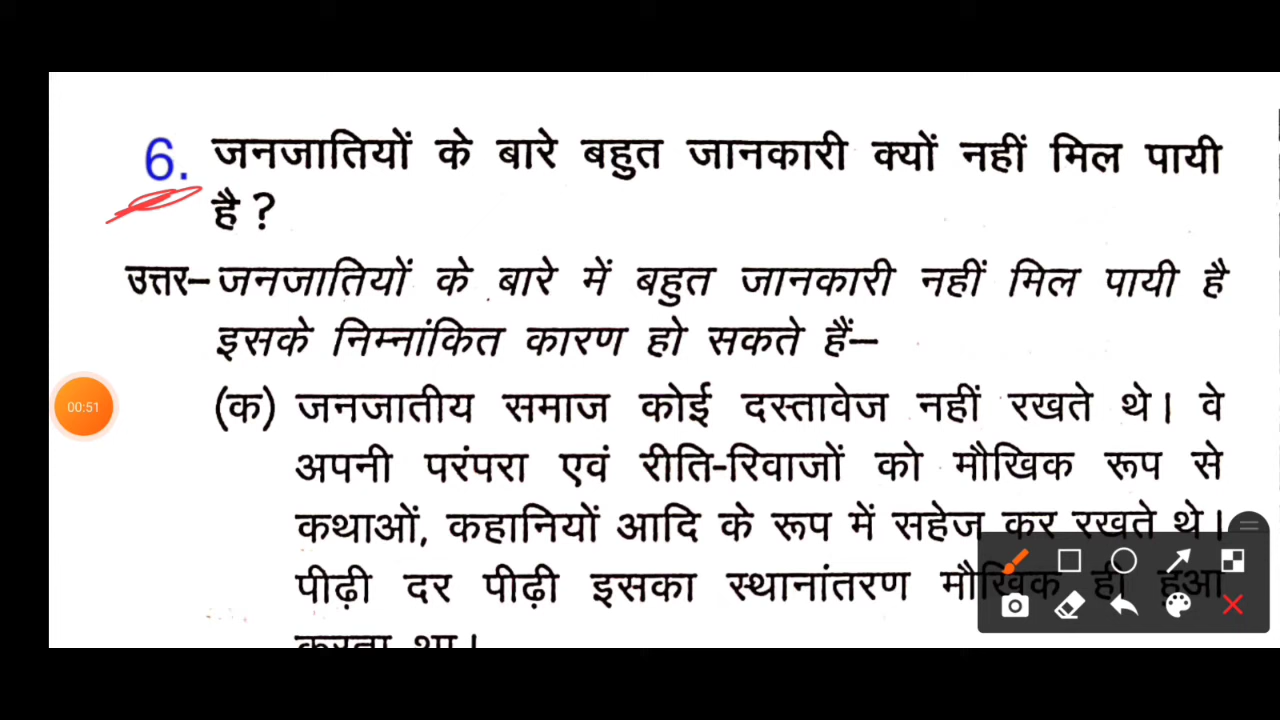 6. जनजातियों के बारे बहुत जानकारी क्यों नहीं मिल पायी
है ?
उत्तर– जनजातियों के बारे में बहुत जानकारी नहीं मिल पायी है
इसके निम्नांकित कारण हो सकते हैं–
(क) जनजातीय समाज कोई दस्तावेज नहीं रखते थे। वे
अपनी परंपरा एवं रीति-रिवाजों को मौखिक रूप से
कथाओं, कहानियों आदि के रूप में सहेज कर रखते थे।
पीढ़ी दर पीढ़ी इसका स्थानांतरण मौखिक ही हुआ
करता था।
00:51